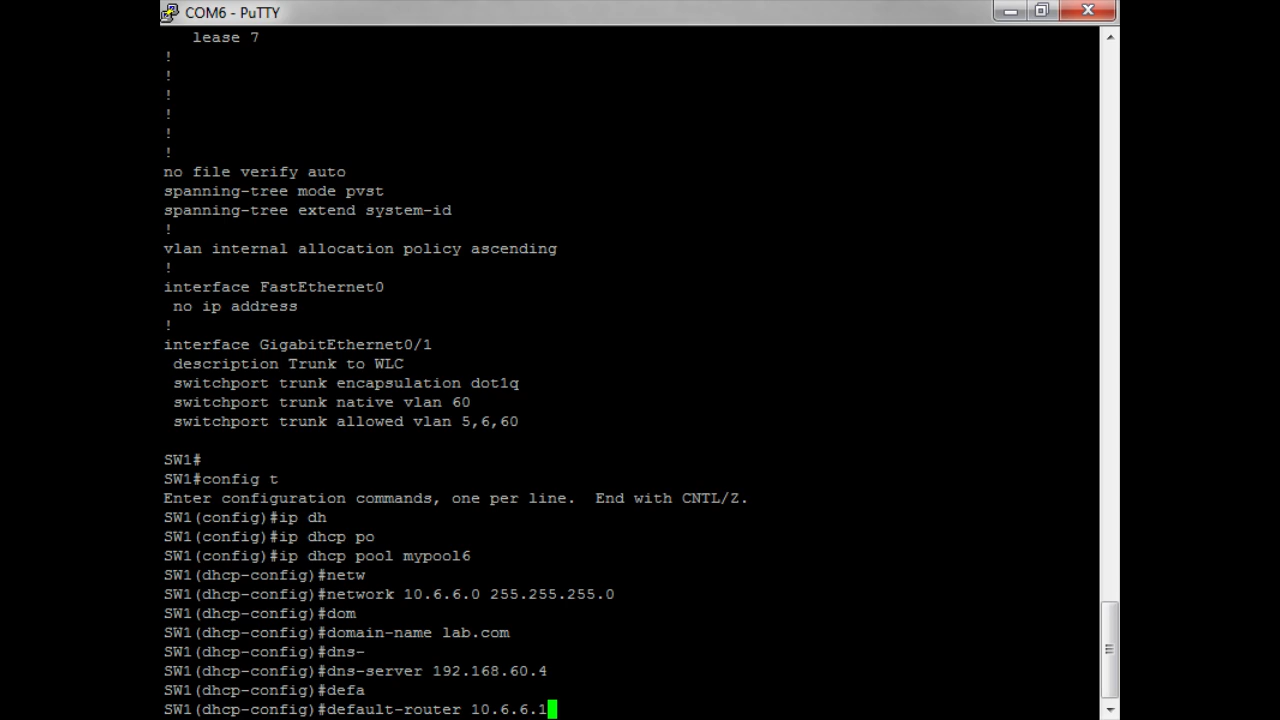 COM6 - PuTTY
lease 7
!
!
!
!
!
!
no file verify auto
spanning-tree mode pvst
spanning-tree extend system-id
!
vlan internal allocation policy ascending
!
interface FastEthernet0
no ip address
!
interface GigabitEthernet0/1
description Trunk to WLC
switchport trunk encapsulation dot1q
switchport trunk native vlan 60
switchport trunk allowed vlan 5,6,60
SW1#
SW1#config t
Enter configuration commands, one per line.  End with CNTL/Z.
SW1(config)#ip dh
SW1(config)#ip dhcp po
SW1(config)#ip dhcp pool mypool6
SW1(dhcp-config)#netw
SW1(dhcp-config)#network 10.6.6.0 255.255.255.0
SW1(dhcp-config)#dom
SW1(dhcp-config)#domain-name lab.com
SW1(dhcp-config)#dns-
SW1(dhcp-config)#dns-server 192.168.60.4
SW1(dhcp-config)#defa
SW1(dhcp-config)#default-router 10.6.6.1